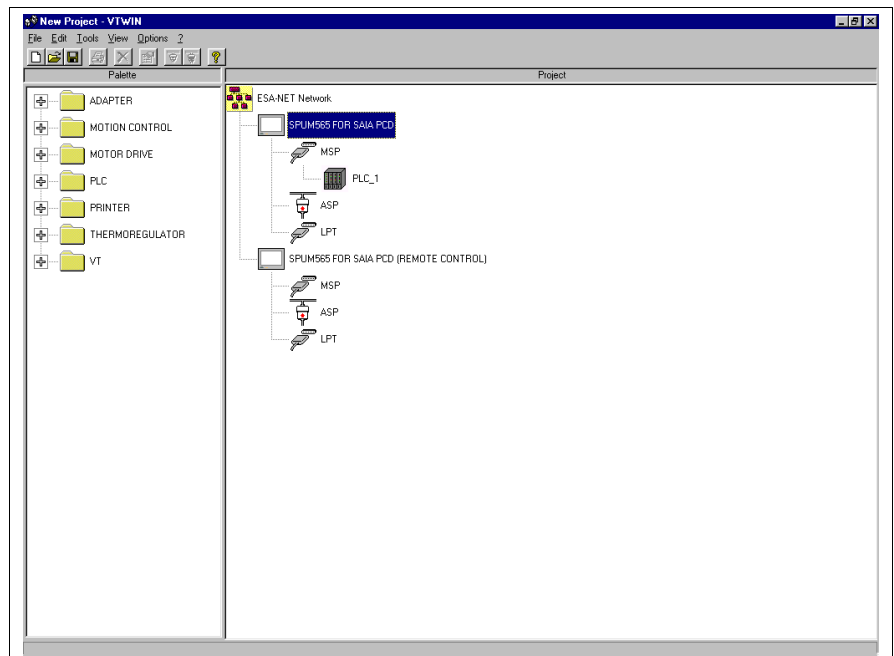 New Project - VTWIN
File Edit Tools View Options ?
Palette
Project
ADAPTER
MOTION CONTROL
MOTOR DRIVE
PLC
PRINTER
THERMOREGULATOR
VT
ESA-NET Network
SPUM565 FOR SAIA PCD
MSP
PLC_1
ASP
LPT
SPUM565 FOR SAIA PCD (REMOTE CONTROL)
MSP
ASP
LPT